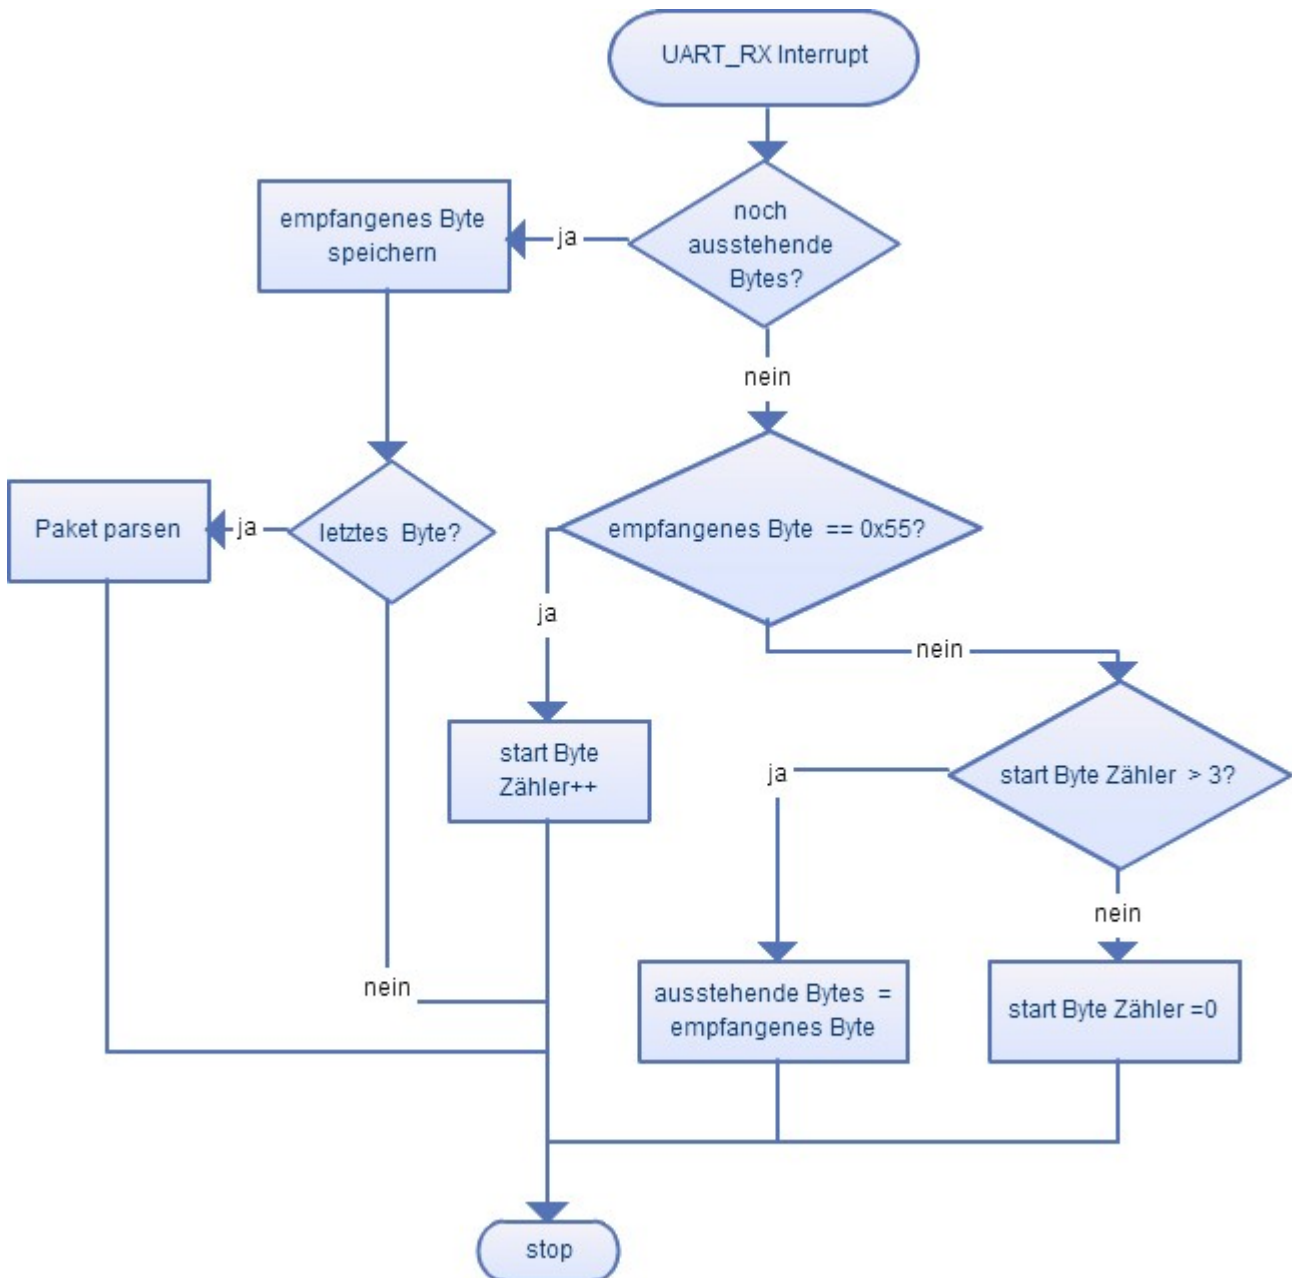 UART_RX Interrupt
noch
ausstehende
Bytes?
ja
empfangenes Byte
speichern
nein
letztes Byte?
ja
Paket parsen
empfangenes Byte == 0x55?
ja
nein
start Byte
Zähler++
start Byte Zähler > 3?
ja
nein
nein
ausstehende Bytes =
empfangenes Byte
start Byte Zähler =0
stop